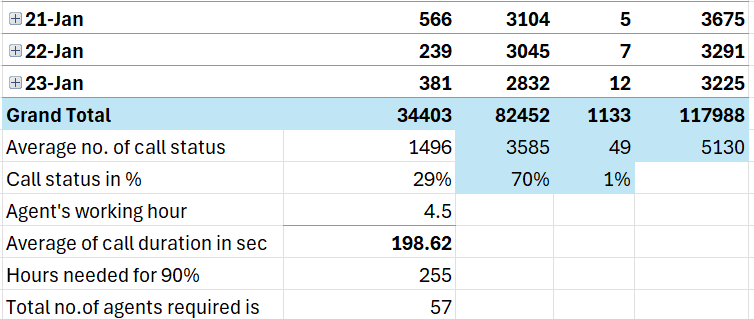 21-Jan 566 3104 5 3675
22-Jan 239 3045 7 3291
23-Jan 381 2832 12 3225
Grand Total 34403 82452 1133 117988
Average no. of call status 1496 3585 49 5130
Call status in % 29% 70% 1%
Agent's working hour 4.5
Average of call duration in sec 198.62
Hours needed for 90% 255
Total no.of agents required is 57